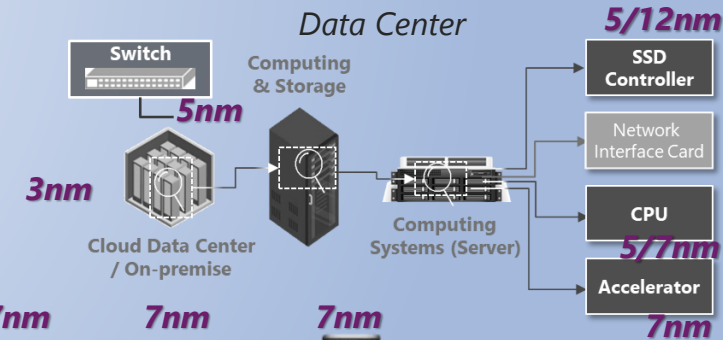 Data Center
5/12nm
Switch
5nm
Computing
& Storage
SSD
Controller
Network
Interface Card
3nm
Cloud Data Center
/ On-premise
Computing
Systems (Server)
CPU
5/7nm
Accelerator
7nm
7nm
7nm